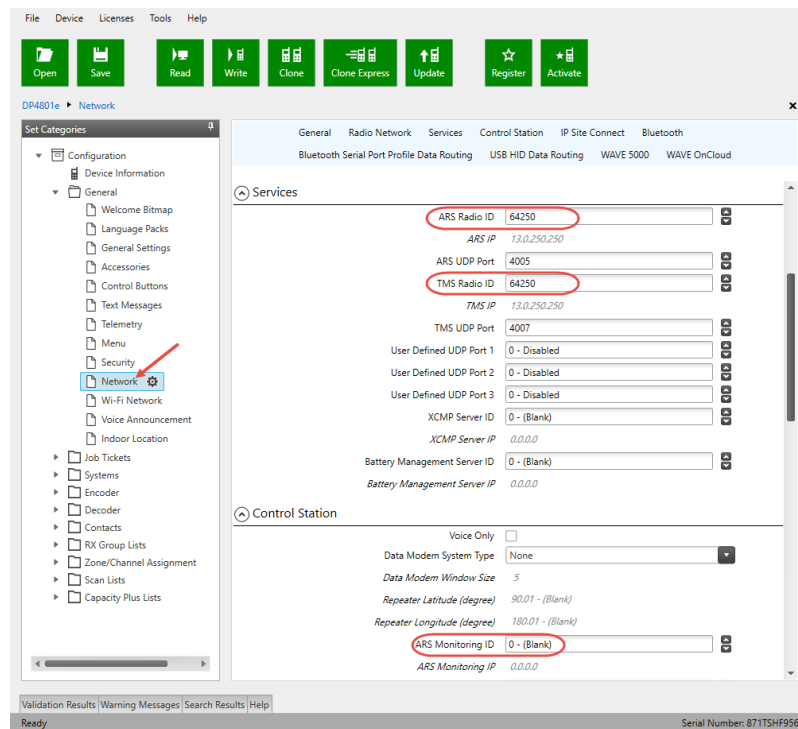 File Device Licenses Tools Help
Open Save Read Write Clone Clone Express Update Register Activate
DP4801e Network
Set Categories
Configuration
Device Information
General
Welcome Bitmap
Language Packs
General Settings
Accessories
Control Buttons
Text Messages
Telemetry
Menu
Security
Network
Wi-Fi Network
Voice Announcement
Indoor Location
Job Tickets
Systems
Encoder
Decoder
Contacts
RX Group Lists
Zone/Channel Assignment
Scan Lists
Capacity Plus Lists
General Radio Network Services Control Station IP Site Connect Bluetooth
Bluetooth Serial Port Profile Data Routing USB HID Data Routing WAVE 5000 WAVE OnCloud
Services
ARS Radio ID 64250
ARS IP 13.0.250.250
ARS UDP Port 4005
TMS Radio ID 64250
TMS IP 13.0.250.250
TMS UDP Port 4007
User Defined UDP Port 1 0 - Disabled
User Defined UDP Port 2 0 - Disabled
User Defined UDP Port 3 0 - Disabled
XCMP Server ID 0 - (Blank)
XCMP Server IP 0.0.0.0
Battery Management Server ID 0 - (Blank)
Battery Management Server IP 0.0.0.0
Control Station
Voice Only
Data Modem System Type None
Data Modem Window Size 5
Repeater Latitude (degree) 90.01 - (Blank)
Repeater Longitude (degree) 180.01 - (Blank)
ARS Monitoring ID 0 - (Blank)
ARS Monitoring IP 0.0.0.0
Validation Results Warning Messages Search Results Help
Ready Serial Number: 871TSHF956